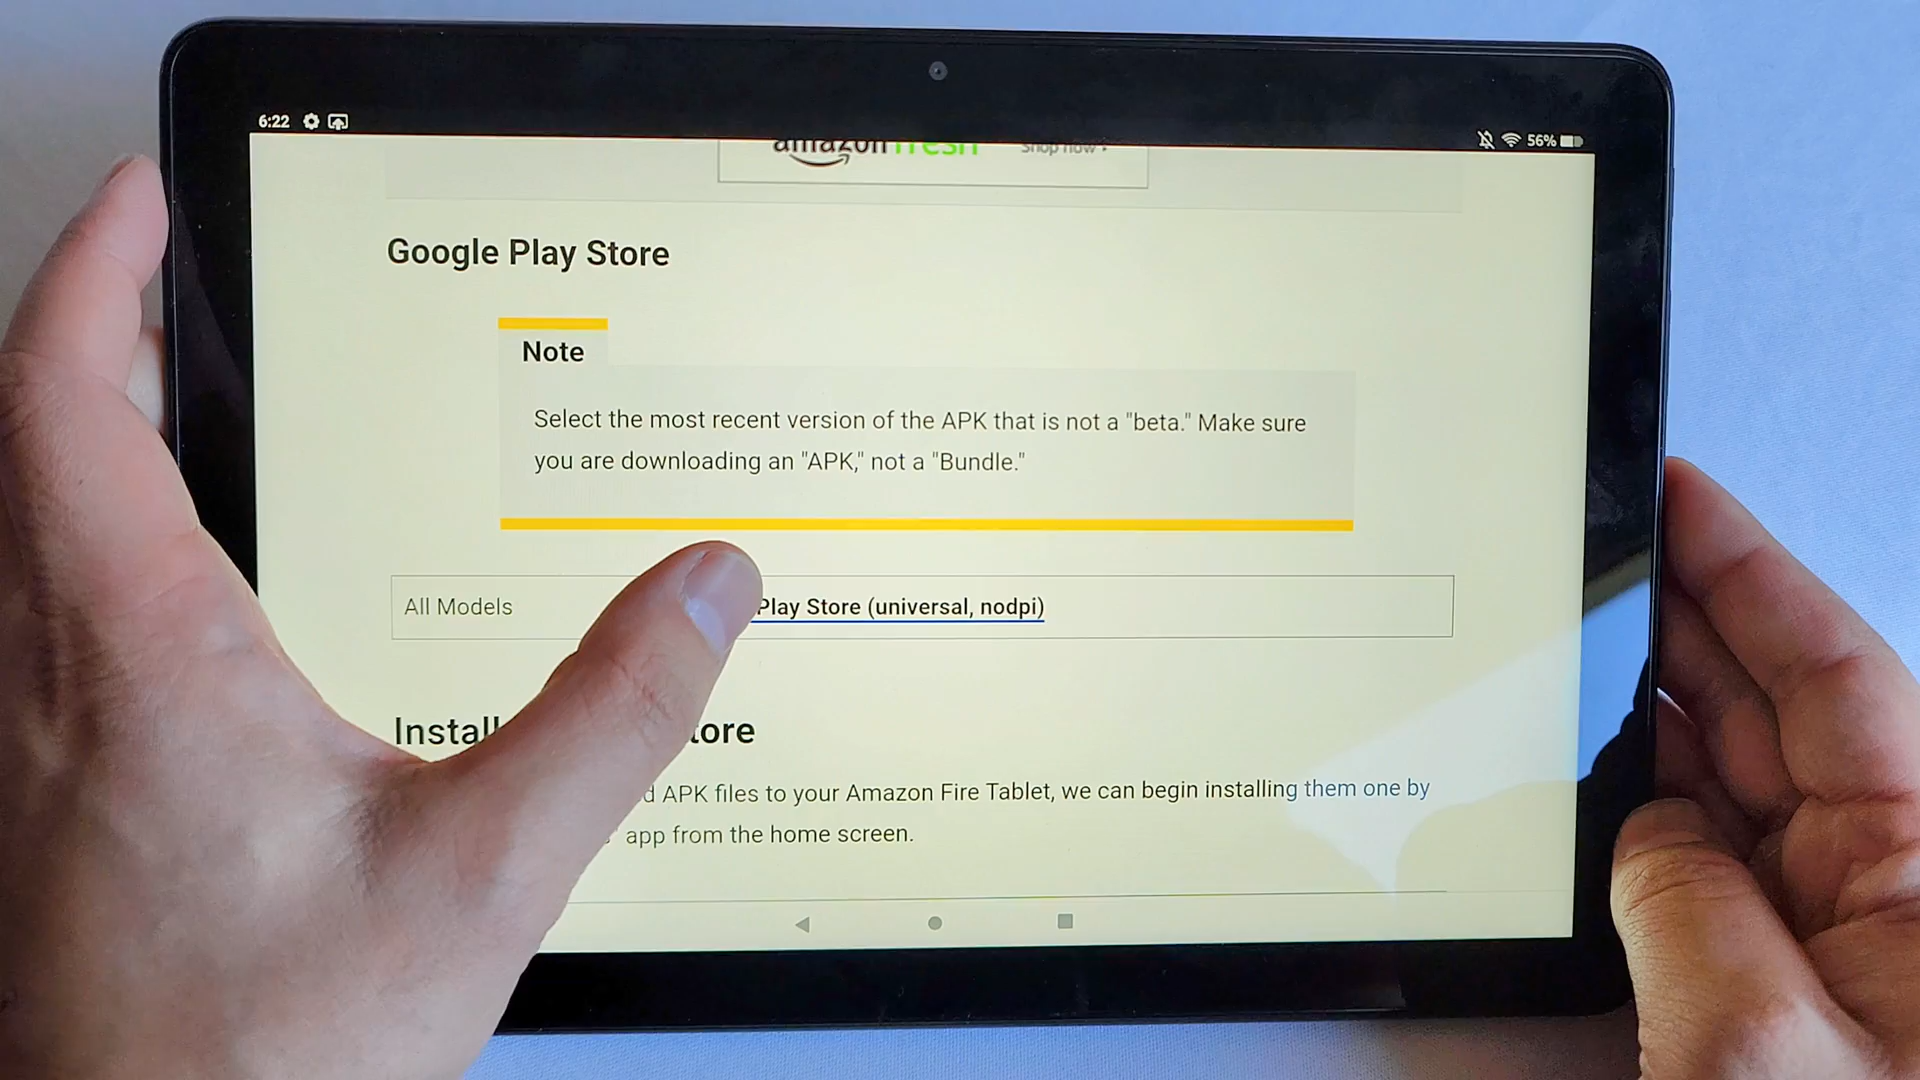 6:22
56%
amazon fresh Shop now
Google Play Store
Note
Select the most recent version of the APK that is not a "beta." Make sure
you are downloading an "APK," not a "Bundle."
All Models Play Store (universal, nodpi)
Install tore
d APK files to your Amazon Fire Tablet, we can begin installing them one by
app from the home screen.